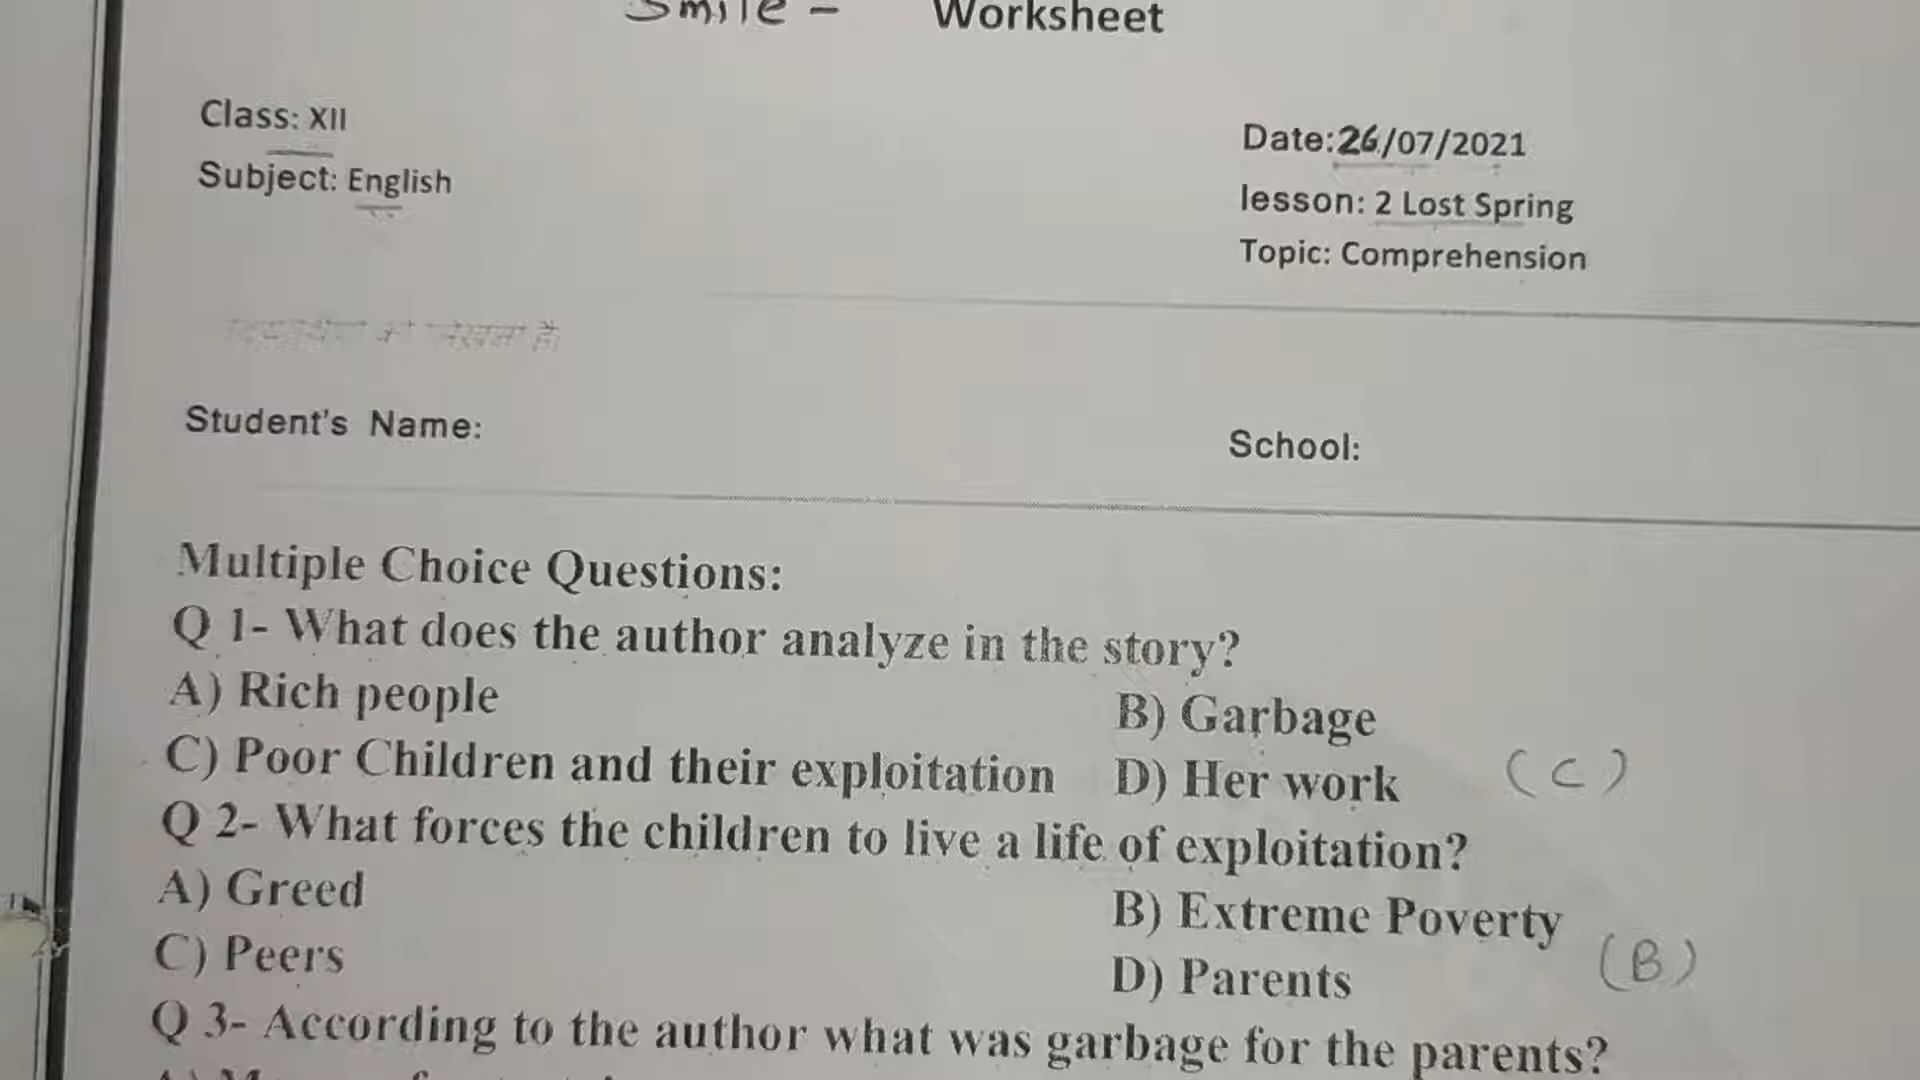 Smile - Worksheet
Class: XII
Date:26/07/2021
Subject: English
lesson: 2 Lost Spring
Topic: Comprehension
Student's Name:
School:
Multiple Choice Questions:
Q 1- What does the author analyze in the story?
A) Rich people B) Garbage
C) Poor Children and their exploitation D) Her work (C)
Q 2- What forces the children to live a life of exploitation?
A) Greed B) Extreme Poverty
C) Peers D) Parents (B)
Q 3- According to the author what was garbage for the parents?